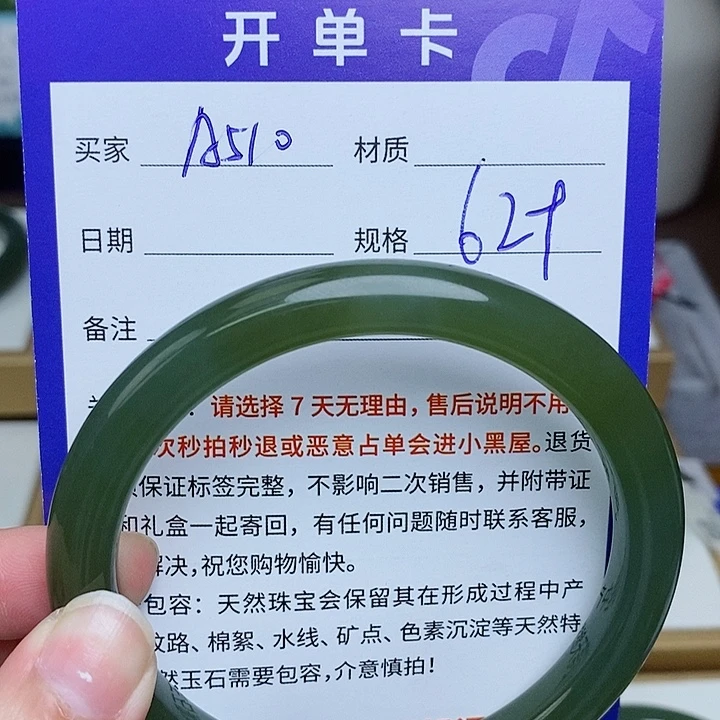 开单卡
买家 A510 材质
日期 规格 62+
备注
：请选择 7 天无理由，售后说明不用
次秒拍秒退或恶意占单会进小黑屋。退货
保证标签完整，不影响二次销售，并附带证
和礼盒一起寄回，有任何问题随时联系客服，
解决，祝您购物愉快。
包容：天然珠宝会保留其在形成过程中产
纹路、棉絮、水线、矿点、色素沉淀等天然特
然玉石需要包容，介意慎拍！